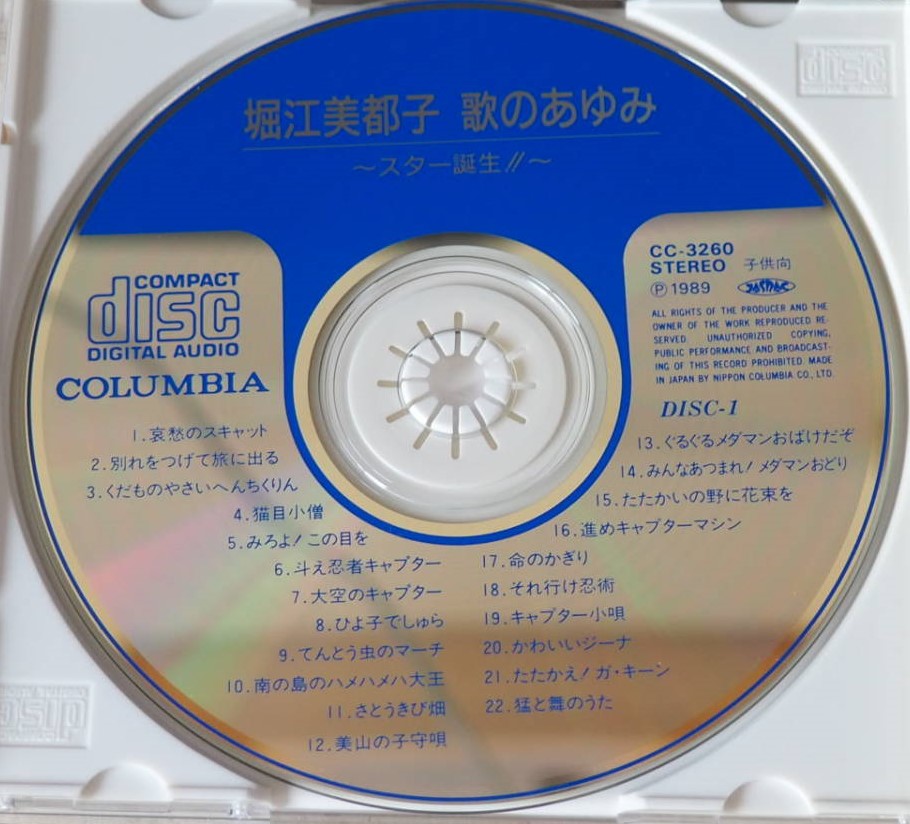 堀江美都子 歌のあゆみ
～スター誕生!!～
COMPACT
disc
DIGITAL AUDIO
COLUMBIA
CC-3260
STEREO 子供向
Ⓟ1989 JASRAC
ALL RIGHTS OF THE PRODUCER AND THE
OWNER OF THE WORK REPRODUCED RE-
SERVED. UNAUTHORIZED COPYING,
PUBLIC PERFORMANCE AND BROADCAST-
ING OF THIS RECORD PROHIBITED. MADE
IN JAPAN BY NIPPON COLUMBIA CO., LTD.
DISC-1
1.哀愁のスキャット
2.別れをつげて旅に出る
3.くだものやさいへんちくりん
4.猫目小僧
5.みろよ!この目を
6.斗え忍者キャプター
7.大空のキャプター
8.ひよ子でしゅら
9.てんとう虫のマーチ
10.南の島のハメハメハ大王
11.さとうきび畑
12.美山の子守唄
13.ぐるぐるメダマンおばけだぞ
14.みんなあつまれ!メダマンおどり
15.たたかいの野に花束を
16.進めキャプターマシン
17.命のかぎり
18.それ行け忍術
19.キャプター小唄
20.かわいいジーナ
21.たたかえ!ガ・キーン
22.猛と舞のうた
disc
disc